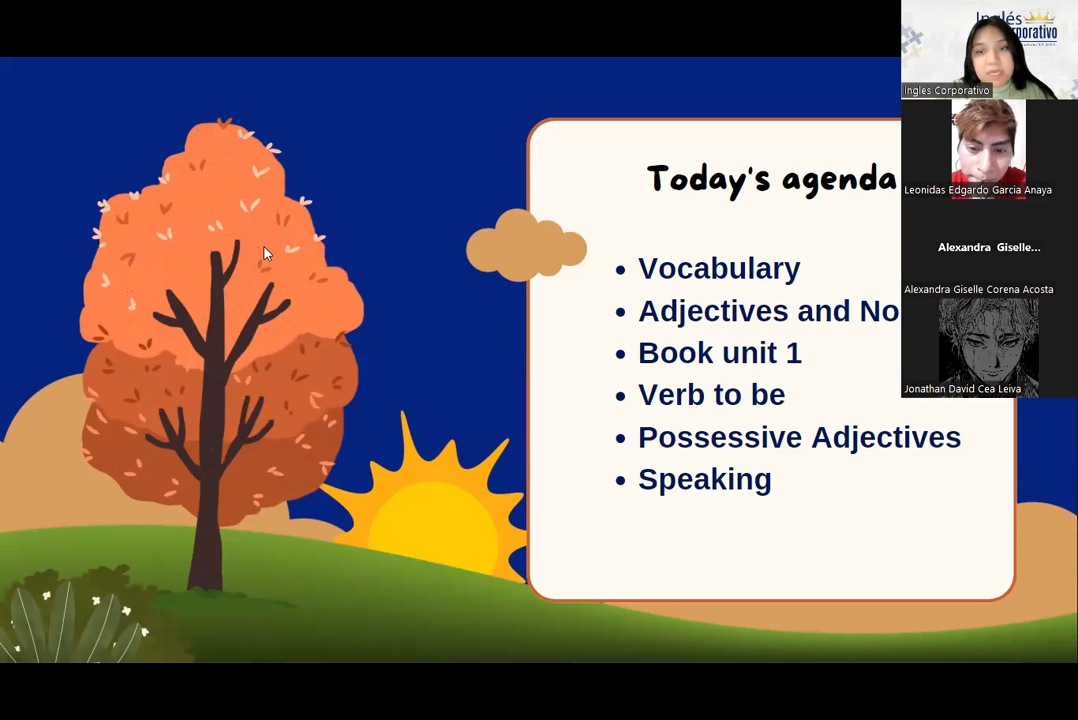 Today's agenda
Vocabulary
Adjectives and No
Book unit 1
Verb to be
Possessive Adjectives
Speaking
Inglés
Ingles Corporativo
Leonidas Edgardo Garcia Anaya
Alexandra Giselle...
Alexandra Giselle Corena Acosta
Jonathan David Cea Leiva